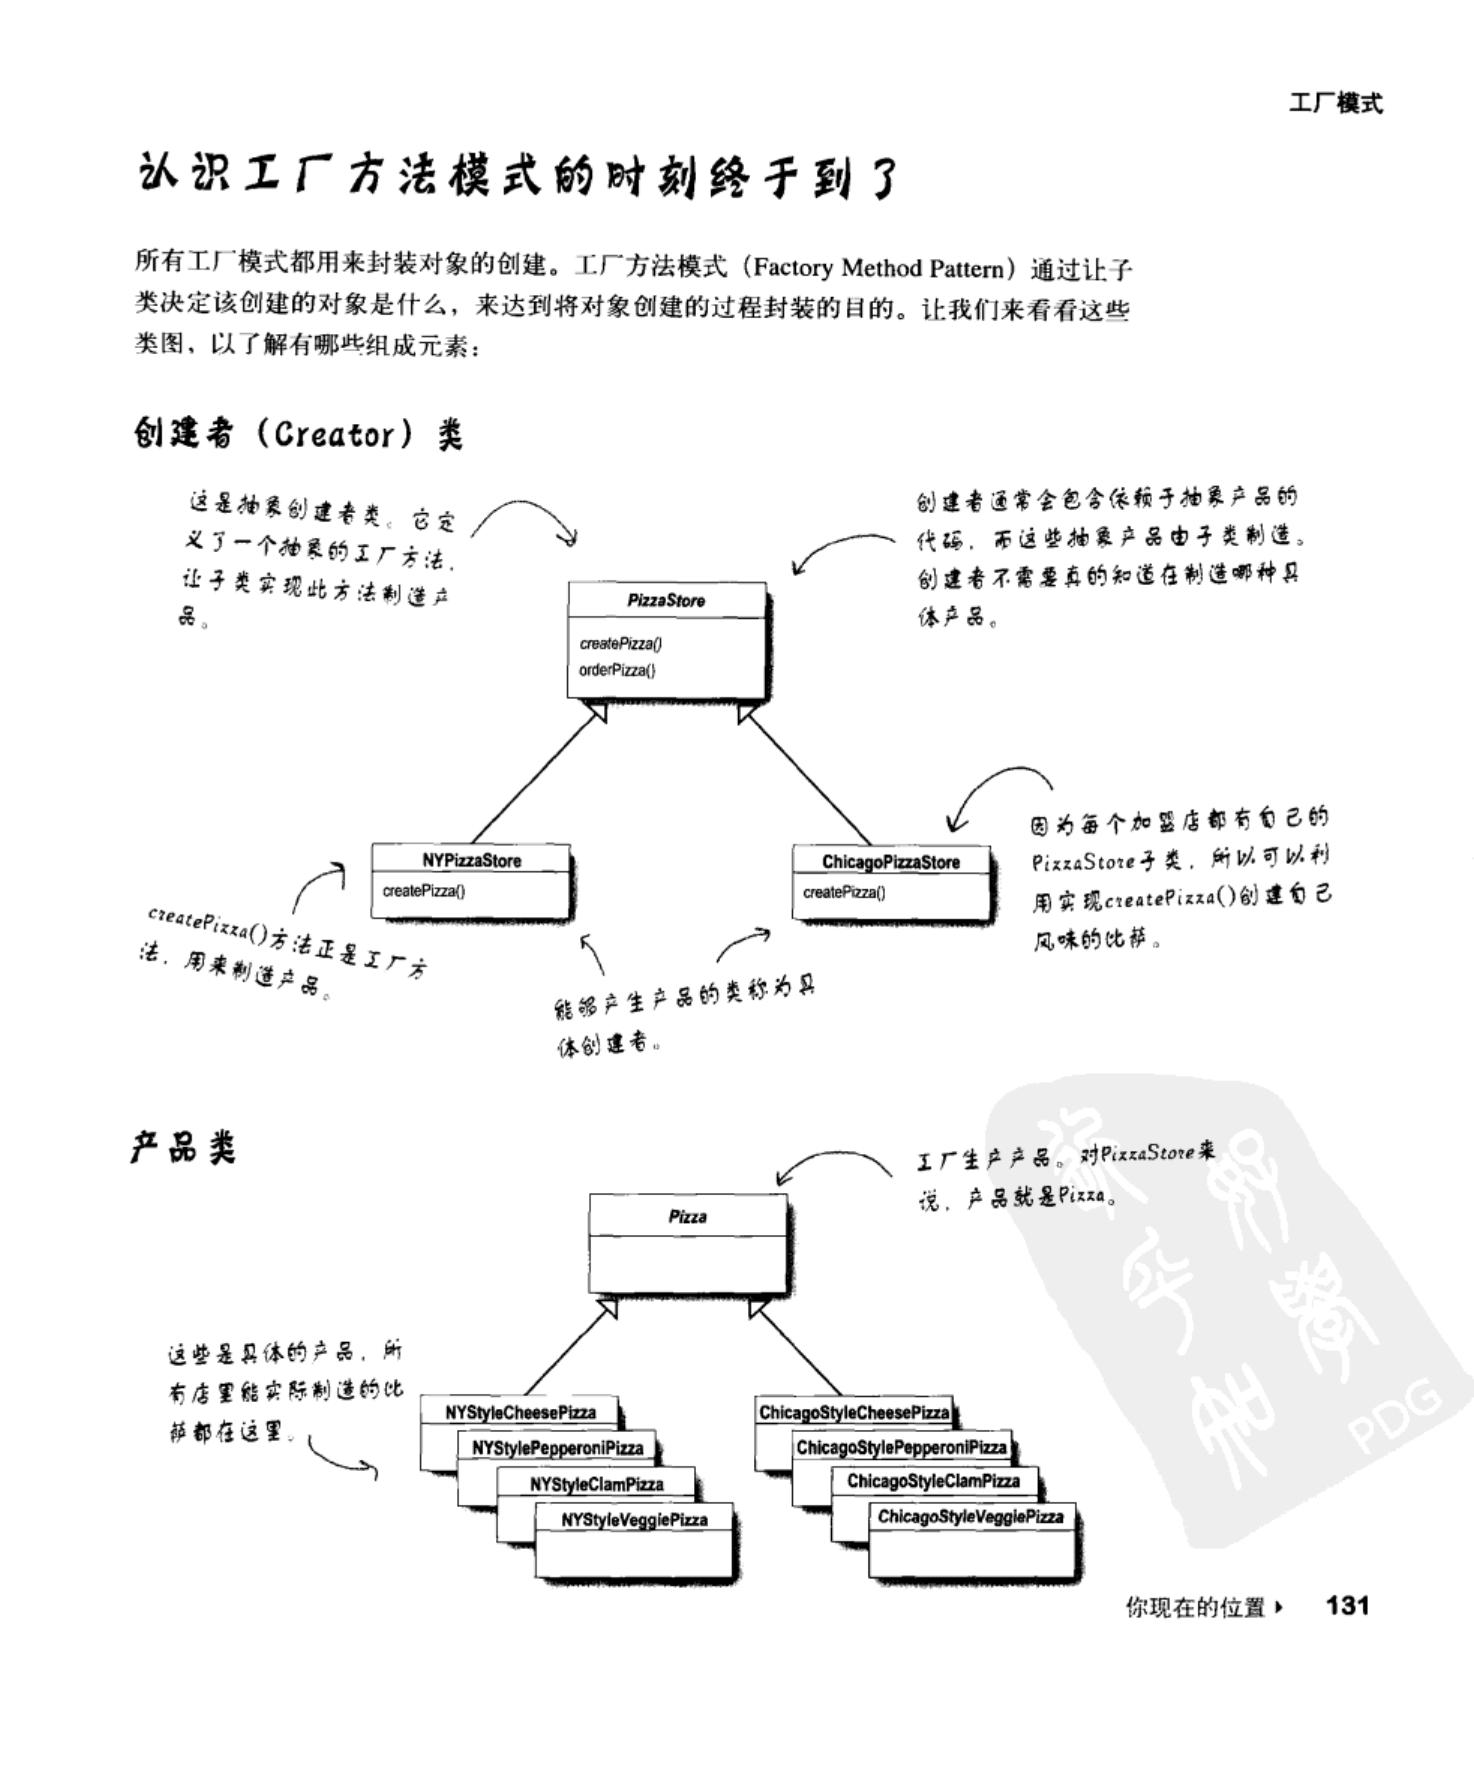 工厂模式
认识工厂方法模式的时刻终于到了
所有工厂模式都用来封装对象的创建。工厂方法模式（Factory Method Pattern）通过让子
类决定该创建的对象是什么，来达到将对象创建的过程封装的目的。让我们来看看这些
类图，以了解有哪些组成元素：
创建者（Creator）类
这是抽象创建者类。它定
义了一个抽象的工厂方法，
让子类实现此方法制造产
品。
创建者通常会包含依赖于抽象产品的
代码，而这些抽象产品由子类制造。
创建者不需要真的知道在制造哪种具
体产品。
PizzaStore
createPizza()
orderPizza()
NYPizzaStore
createPizza()
ChicagoPizzaStore
createPizza()
因为每个加盟店都有自己的
PizzaStore子类，所以可以利
用实现createPizza()创建自己
风味的比萨。
createPizza()方法正是工厂方
法，用来制造产品。
能够产生产品的类称为具
体创建者。
产品类
工厂生产产品。对PizzaStore来
说，产品就是Pizza。
Pizza
这些是具体的产品，所
有店里能实际制造的比
萨都在这里。
NYStyleCheesePizza
NYStylePepperoniPizza
NYStyleClamPizza
NYStyleVeggiePizza
ChicagoStyleCheesePizza
ChicagoStylePepperoniPizza
ChicagoStyleClamPizza
ChicagoStyleVeggiePizza
PDG
你现在的位置 ▸ 131